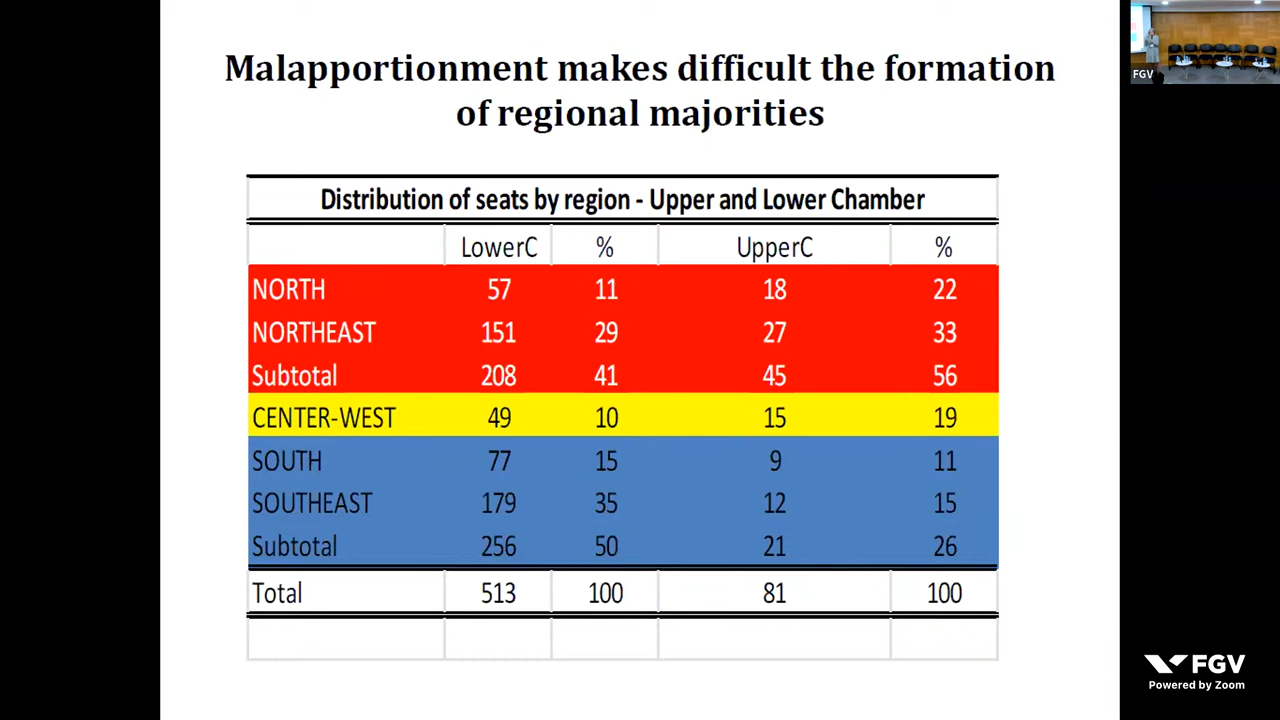 Malapportionment makes difficult the formation
of regional majorities
Distribution of seats by region - Upper and Lower Chamber
LowerC % UpperC %
NORTH 57 11 18 22
NORTHEAST 151 29 27 33
Subtotal 208 41 45 56
CENTER-WEST 49 10 15 19
SOUTH 77 15 9 11
SOUTHEAST 179 35 12 15
Subtotal 256 50 21 26
Total 513 100 81 100
FGV
FGV
Powered by Zoom